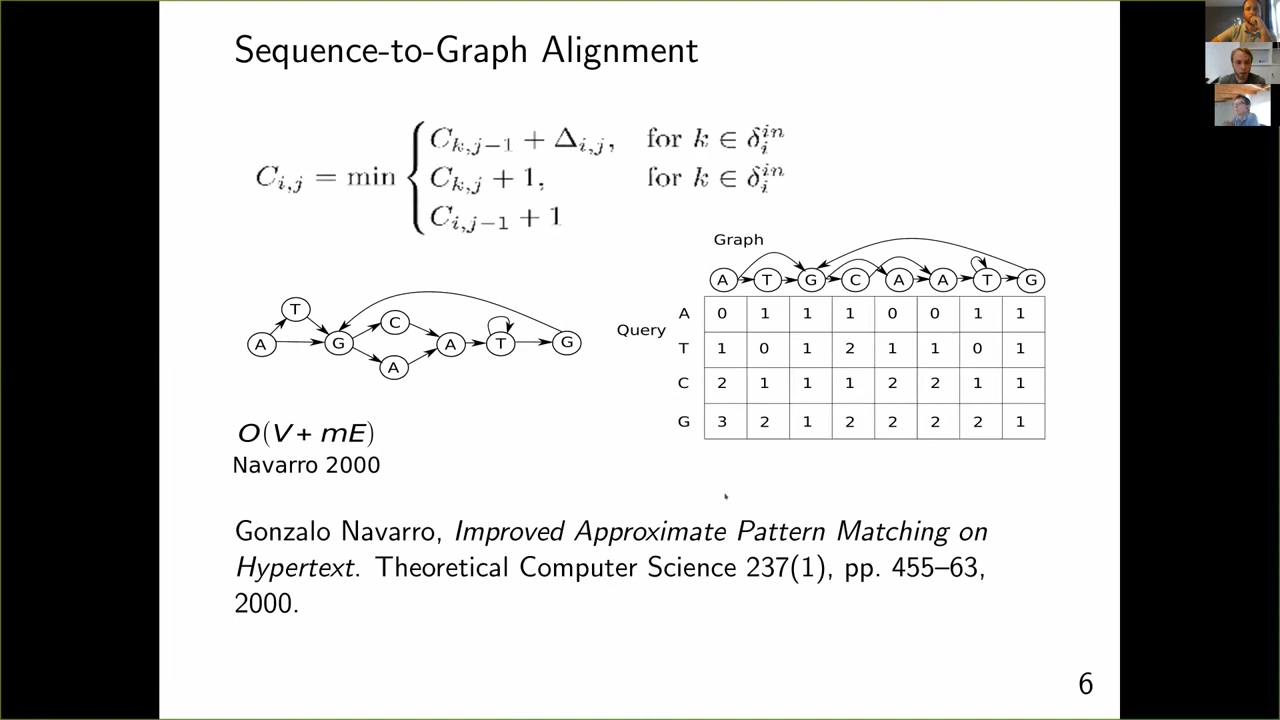 Sequence-to-Graph Alignment
C_{k,j−1} + Δ_{i,j}, for k ∈ δ_i^{in}
C_{i,j} = min { C_{k,j} + 1, for k ∈ δ_i^{in}
C_{i,j−1} + 1
Graph
A T G C A A T G
Query
A 0 1 1 1 0 0 1 1
T 1 0 1 2 1 1 0 1
C 2 1 1 1 2 2 1 1
G 3 2 1 2 2 2 2 1
T
C
A G A T G
A
O(V + mE)
Navarro 2000
Gonzalo Navarro, Improved Approximate Pattern Matching on
Hypertext. Theoretical Computer Science 237(1), pp. 455–63,
2000.
6